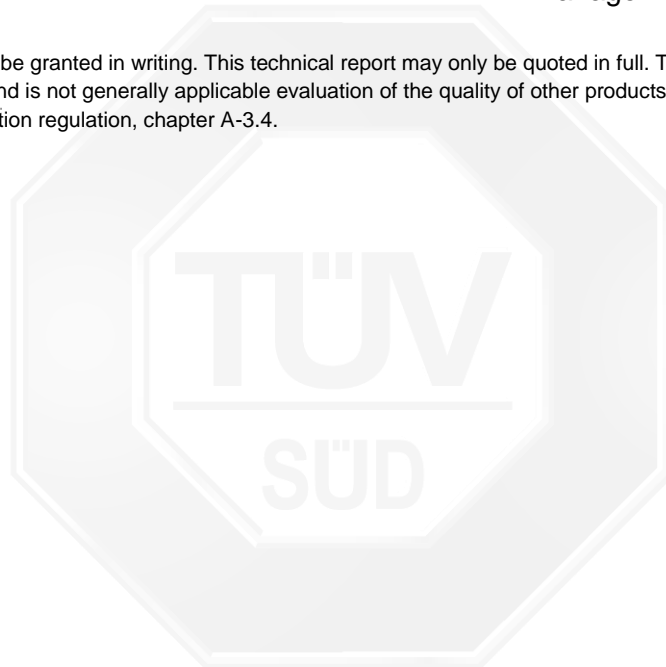 be granted in writing. This technical report may only be quoted in full. T
nd is not generally applicable evaluation of the quality of other products
tion regulation, chapter A-3.4.
TÜV
SÜD